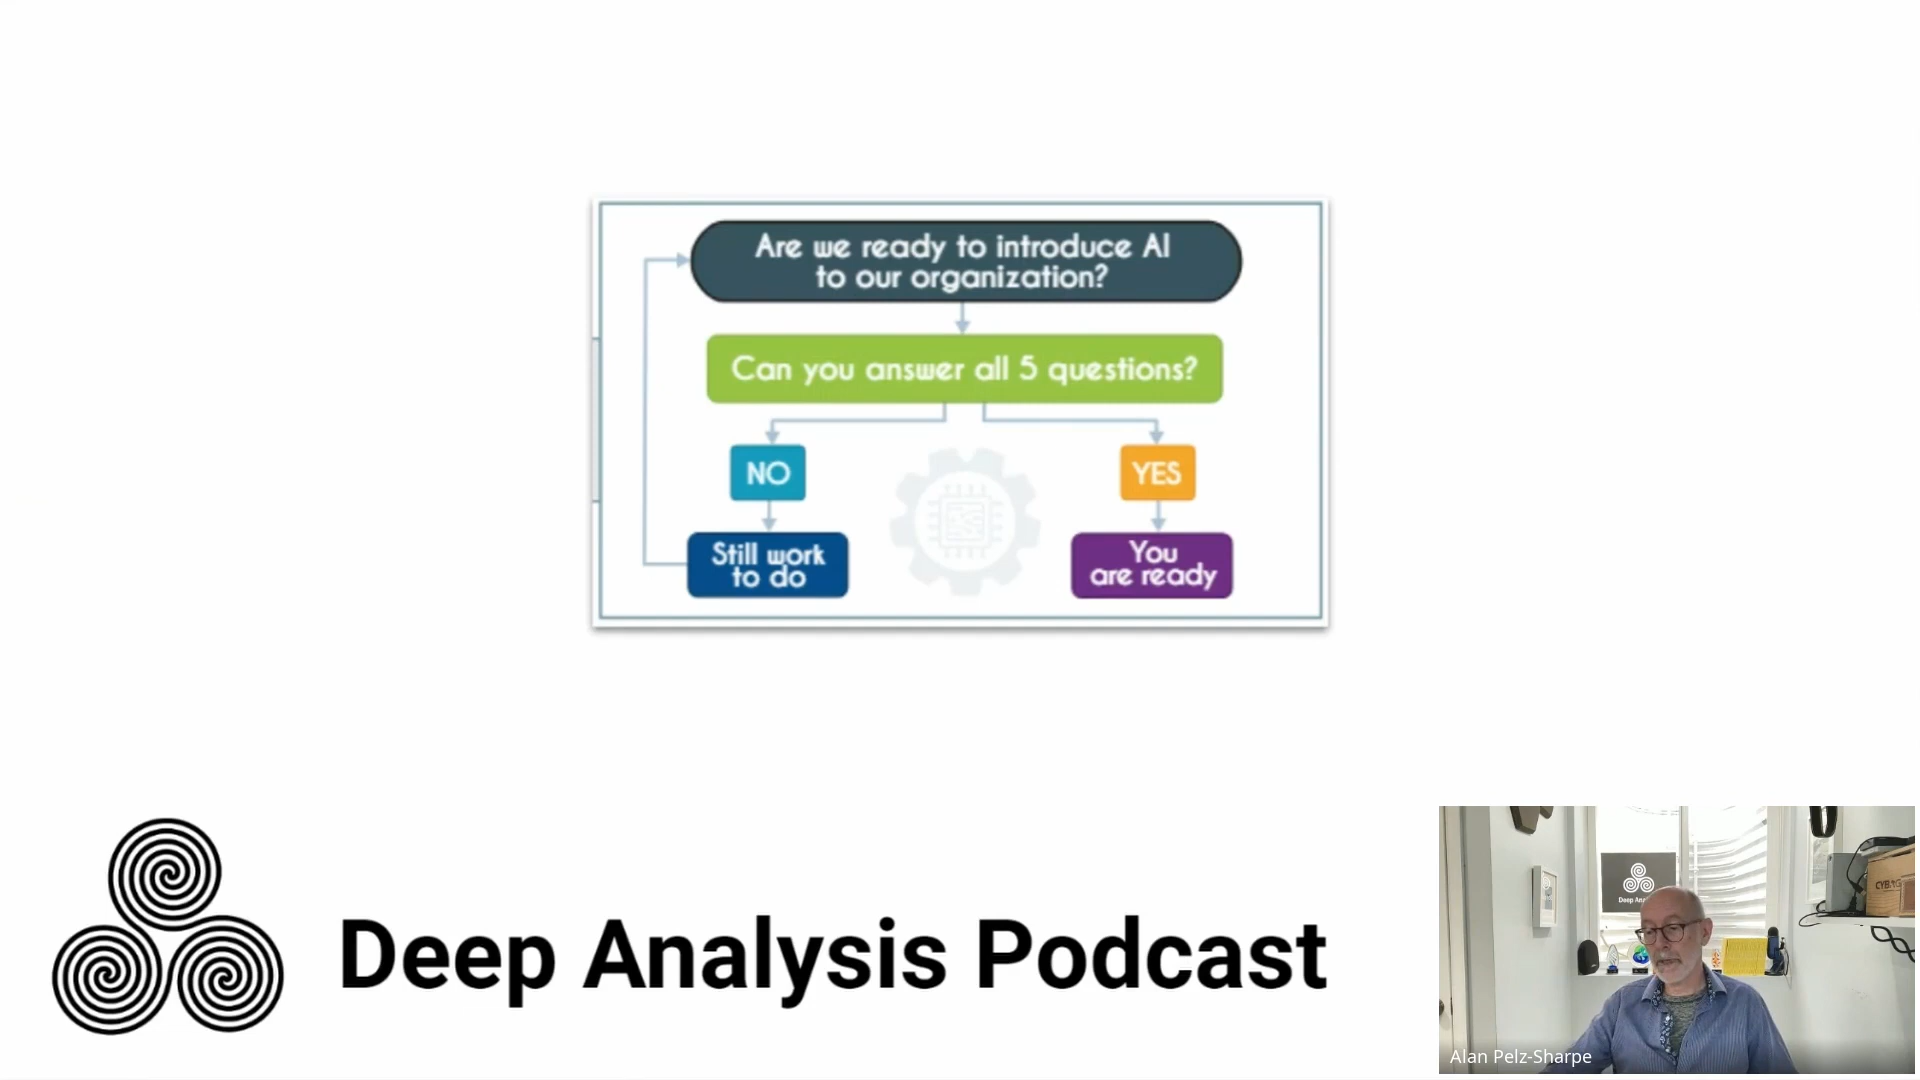 Are we ready to introduce AI
to our organization?
Can you answer all 5 questions?
NO
YES
Still work
to do
You
are ready
Deep Analysis Podcast
Alan Pelz-Sharpe